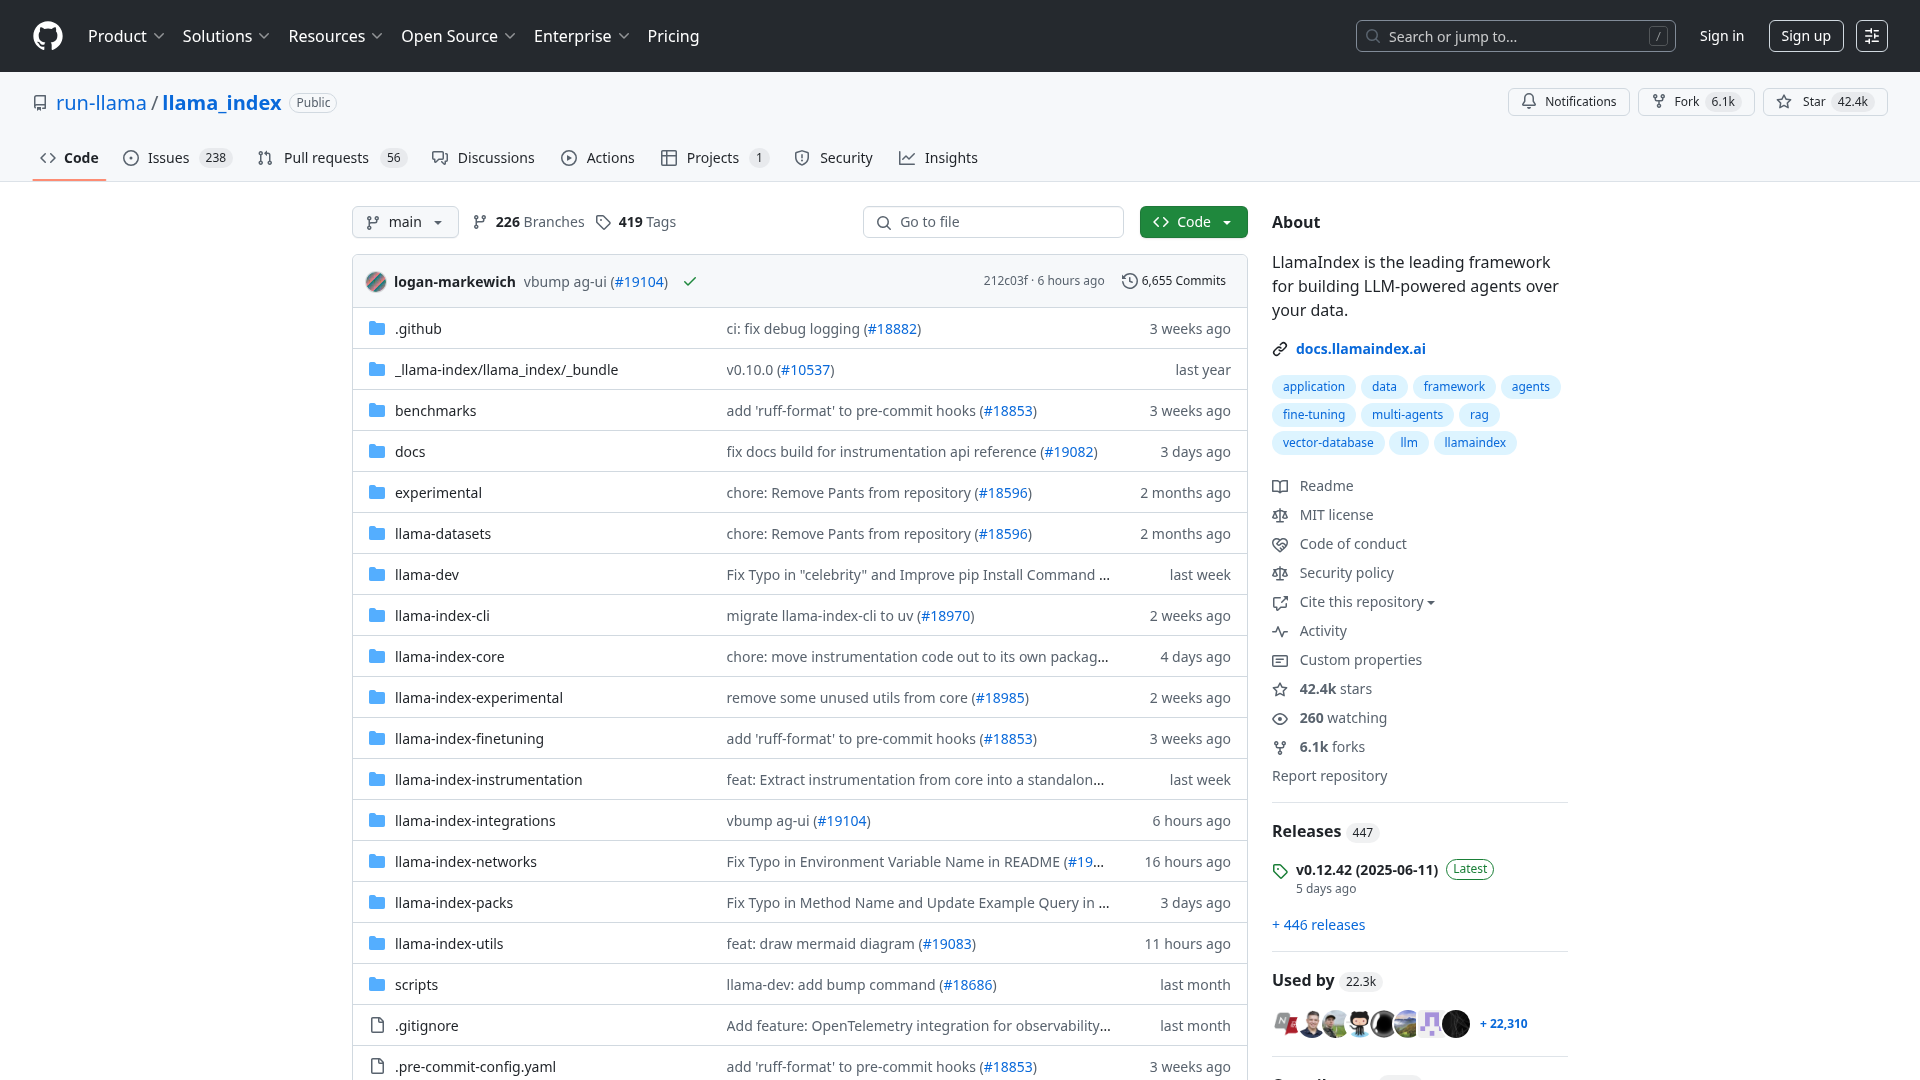 Product
Solutions
Resources
Open Source
Enterprise
Pricing
Search or jump to...
/
Sign in
Sign up
run-llama / llama_index
Public
Notifications
Fork 6.1k
Star 42.4k
Code
Issues 238
Pull requests 56
Discussions
Actions
Projects 1
Security
Insights
main
226 Branches
419 Tags
Go to file
Code
logan-markewich vbump ag-ui (#19104)
212c03f · 6 hours ago
6,655 Commits
.github ci: fix debug logging (#18882) 3 weeks ago
_llama-index/llama_index/_bundle v0.10.0 (#10537) last year
benchmarks add 'ruff-format' to pre-commit hooks (#18853) 3 weeks ago
docs fix docs build for instrumentation api reference (#19082) 3 days ago
experimental chore: Remove Pants from repository (#18596) 2 months ago
llama-datasets chore: Remove Pants from repository (#18596) 2 months ago
llama-dev Fix Typo in "celebrity" and Improve pip Install Command ... last week
llama-index-cli migrate llama-index-cli to uv (#18970) 2 weeks ago
llama-index-core chore: move instrumentation code out to its own packag... 4 days ago
llama-index-experimental remove some unused utils from core (#18985) 2 weeks ago
llama-index-finetuning add 'ruff-format' to pre-commit hooks (#18853) 3 weeks ago
llama-index-instrumentation feat: Extract instrumentation from core into a standalon... last week
llama-index-integrations vbump ag-ui (#19104) 6 hours ago
llama-index-networks Fix Typo in Environment Variable Name in README (#19... 16 hours ago
llama-index-packs Fix Typo in Method Name and Update Example Query in ... 3 days ago
llama-index-utils feat: draw mermaid diagram (#19083) 11 hours ago
scripts llama-dev: add bump command (#18686) last month
.gitignore Add feature: OpenTelemetry integration for observability... last month
.pre-commit-config.yaml add 'ruff-format' to pre-commit hooks (#18853) 3 weeks ago
About
LlamaIndex is the leading framework
for building LLM-powered agents over
your data.
docs.llamaindex.ai
application data framework agents
fine-tuning multi-agents rag
vector-database llm llamaindex
Readme
MIT license
Code of conduct
Security policy
Cite this repository
Activity
Custom properties
42.4k stars
260 watching
6.1k forks
Report repository
Releases 447
v0.12.42 (2025-06-11) Latest
5 days ago
+ 446 releases
Used by 22.3k
+ 22,310